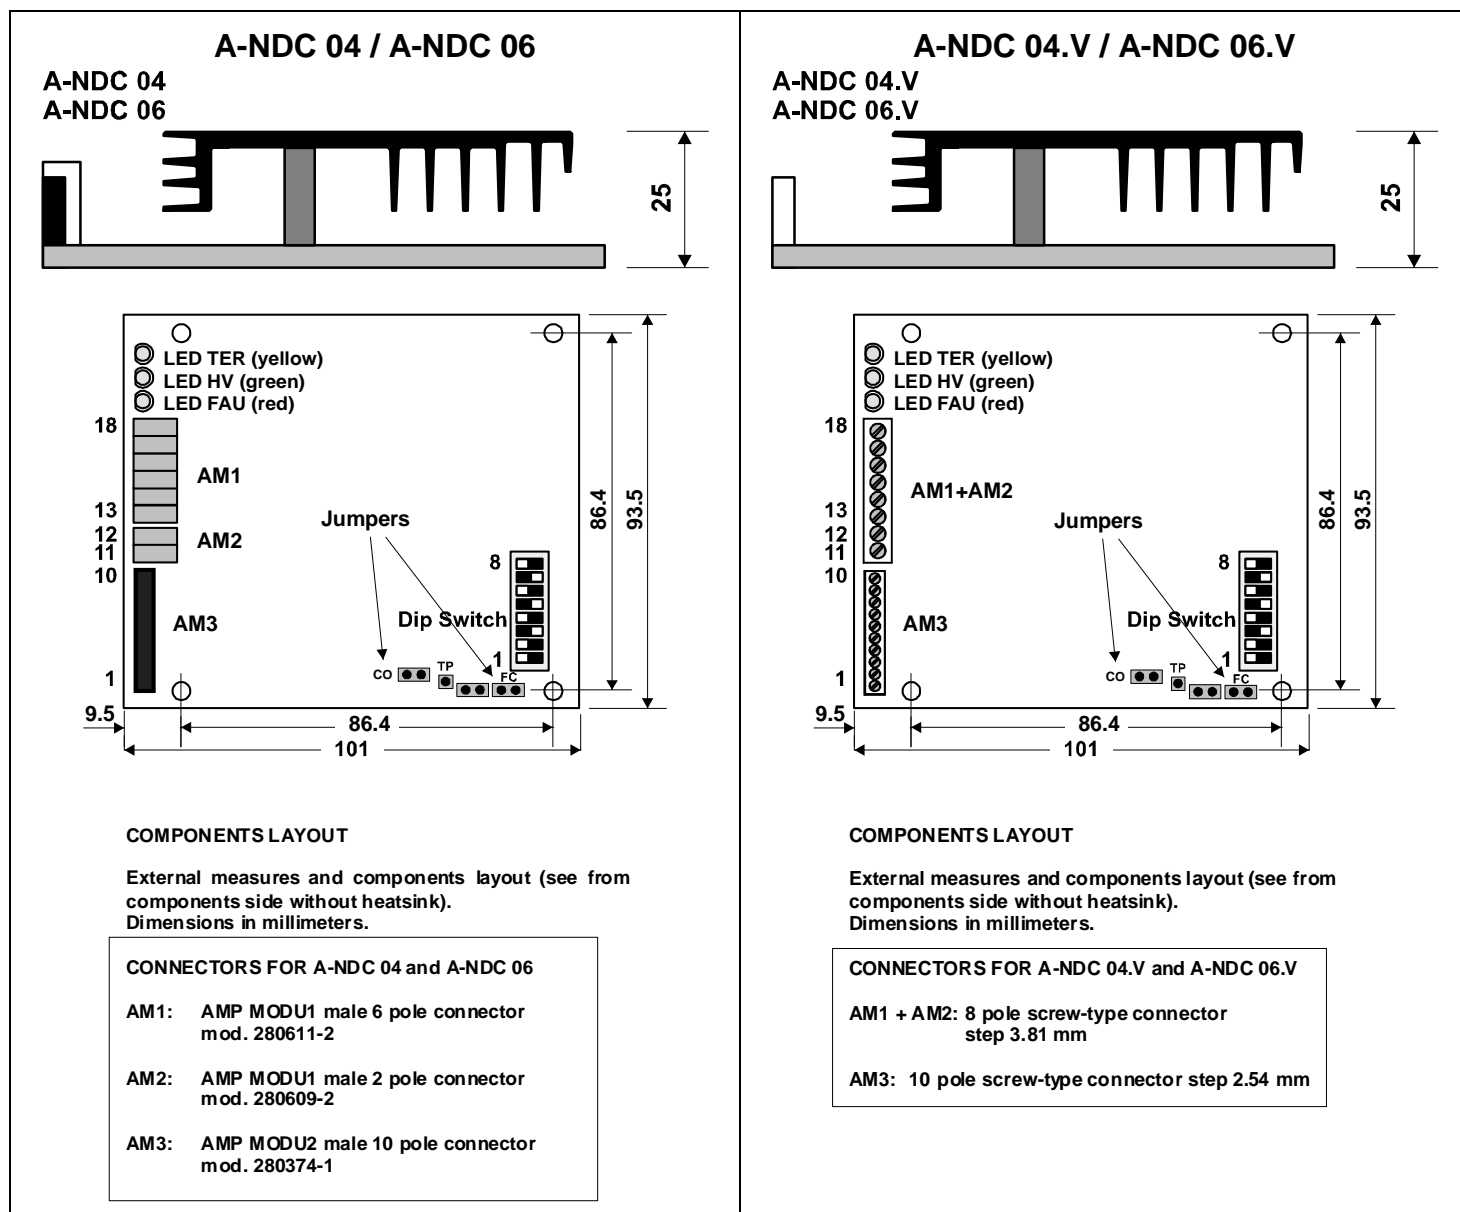 A-NDC 04 / A-NDC 06
A-NDC 04
A-NDC 06
25
LED TER (yellow)
LED HV (green)
LED FAU (red)
18
AM1
13
12
AM2
11
10
AM3
1
Jumpers
8
Dip Switch
1
CO
TP
FC
86.4
93.5
9.5
86.4
101
COMPONENTS LAYOUT
External measures and components layout (see from
components side without heatsink).
Dimensions in millimeters.
CONNECTORS FOR A-NDC 04 and A-NDC 06
AM1: AMP MODU1 male 6 pole connector
mod. 280611-2
AM2: AMP MODU1 male 2 pole connector
mod. 280609-2
AM3: AMP MODU2 male 10 pole connector
mod. 280374-1
A-NDC 04.V / A-NDC 06.V
A-NDC 04.V
A-NDC 06.V
25
LED TER (yellow)
LED HV (green)
LED FAU (red)
18
AM1+AM2
13
12
11
10
AM3
1
Jumpers
8
Dip Switch
1
CO
TP
FC
86.4
93.5
9.5
86.4
101
COMPONENTS LAYOUT
External measures and components layout (see from
components side without heatsink).
Dimensions in millimeters.
CONNECTORS FOR A-NDC 04.V and A-NDC 06.V
AM1 + AM2: 8 pole screw-type connector
step 3.81 mm
AM3: 10 pole screw-type connector step 2.54 mm